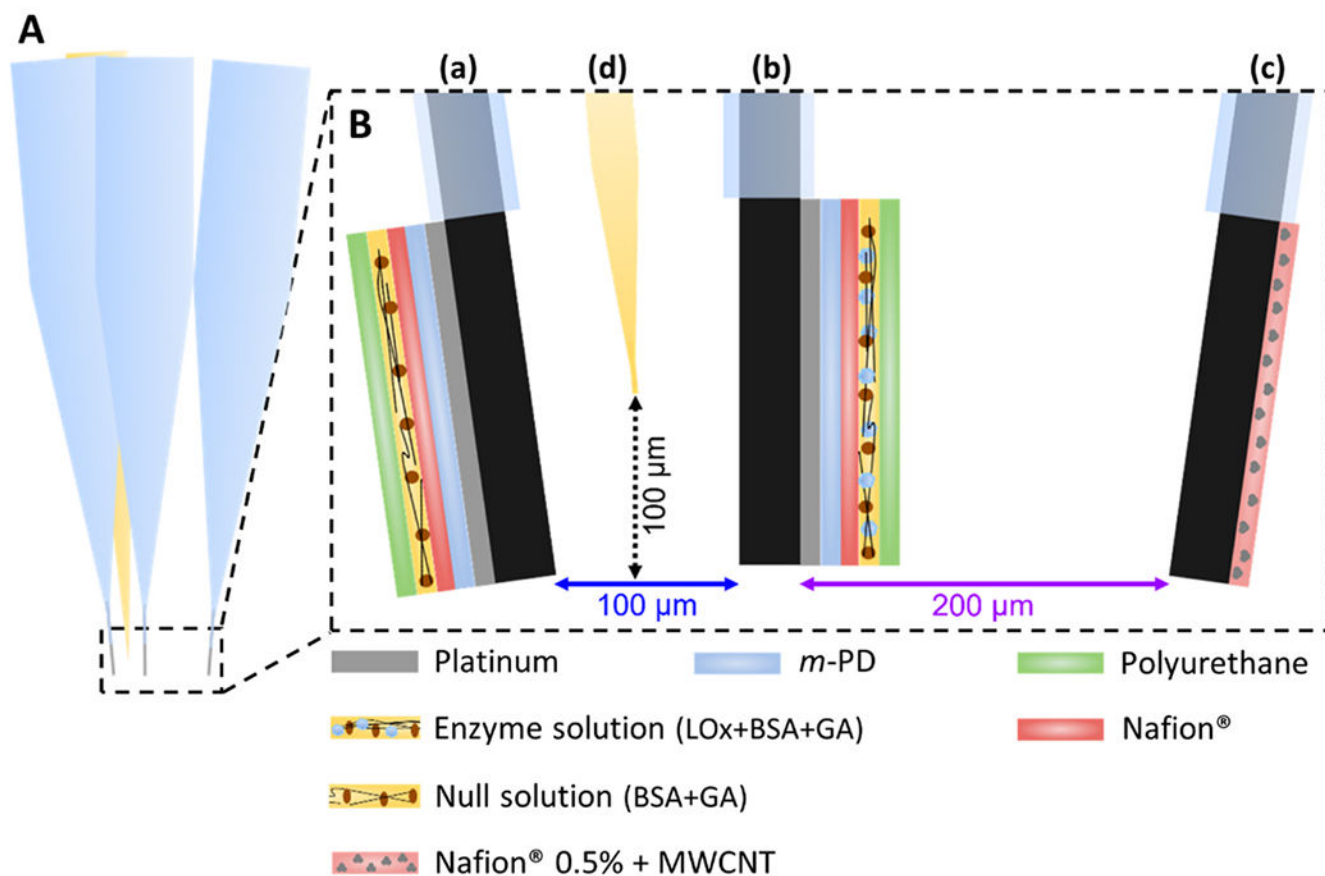 A
(a)
(d)
(b)
(c)
B
100 µm
100 µm
200 µm
Platinum
m-PD
Polyurethane
Enzyme solution (LOx+BSA+GA)
Nafion®
Null solution (BSA+GA)
Nafion® 0.5% + MWCNT